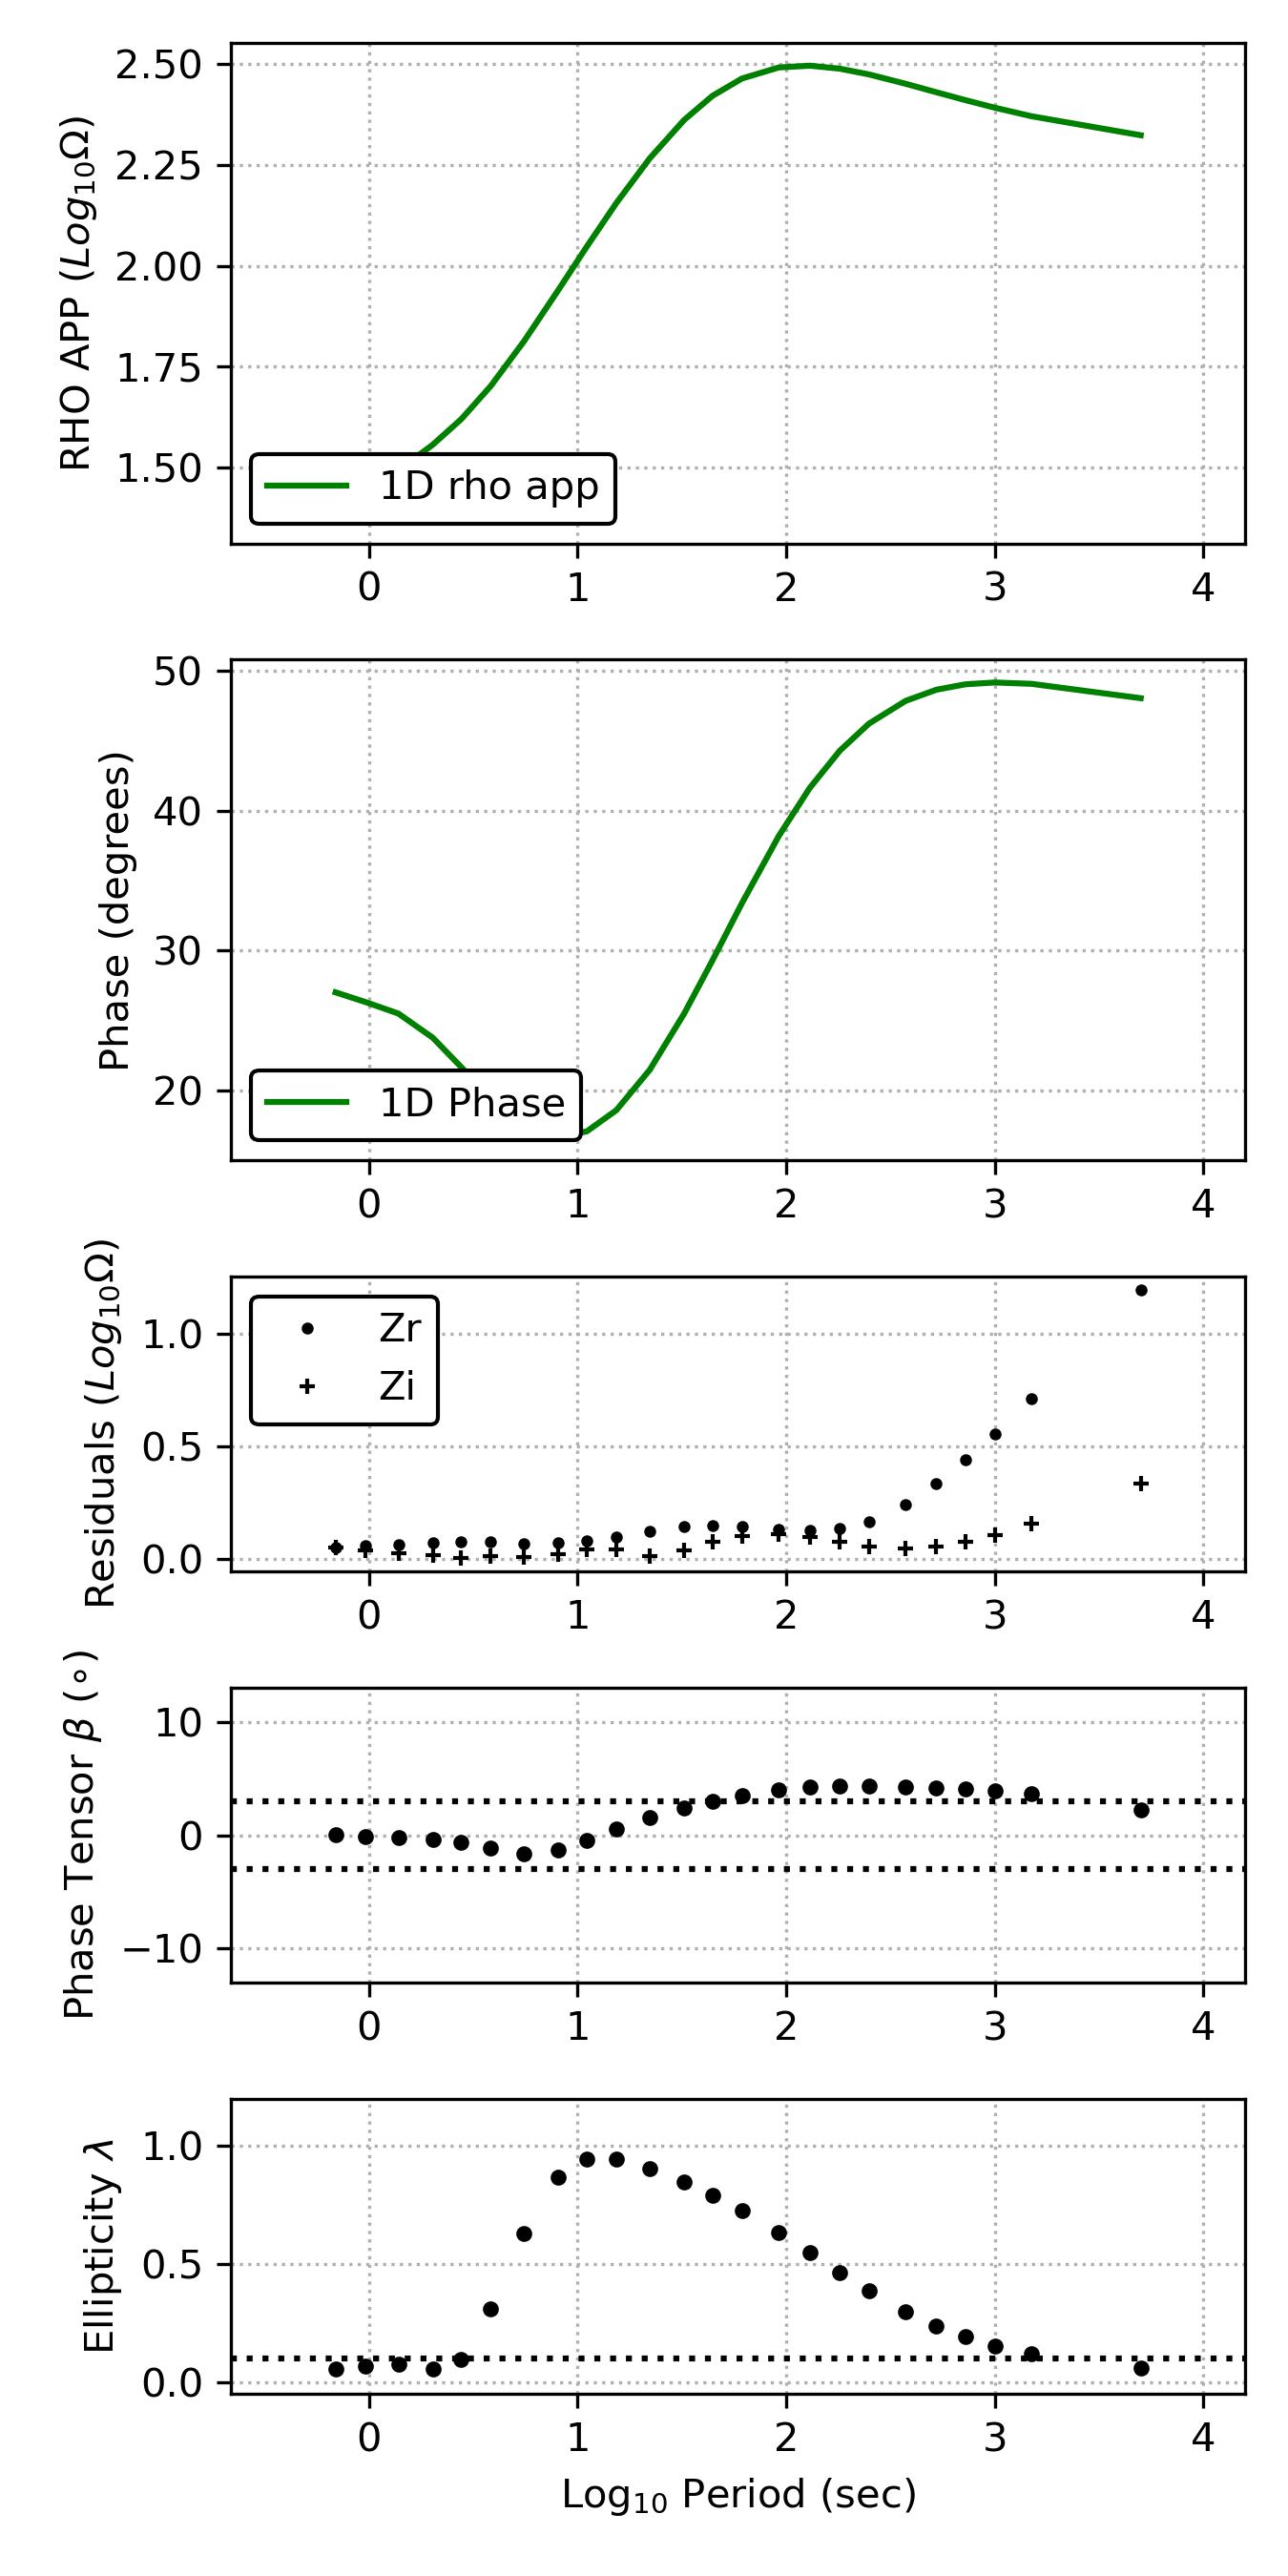 RHO APP (Log10Ω)
2.50
2.25
2.00
1.75
1.50
1D rho app
0 1 2 3 4
Phase (degrees)
50
40
30
20
1D Phase
0 1 2 3 4
Residuals (Log10Ω)
1.0
0.5
0.0
Zr
Zi
0 1 2 3 4
Phase Tensor β (∘)
10
0
−10
0 1 2 3 4
Ellipticity λ
1.0
0.5
0.0
0 1 2 3 4
Log10 Period (sec)